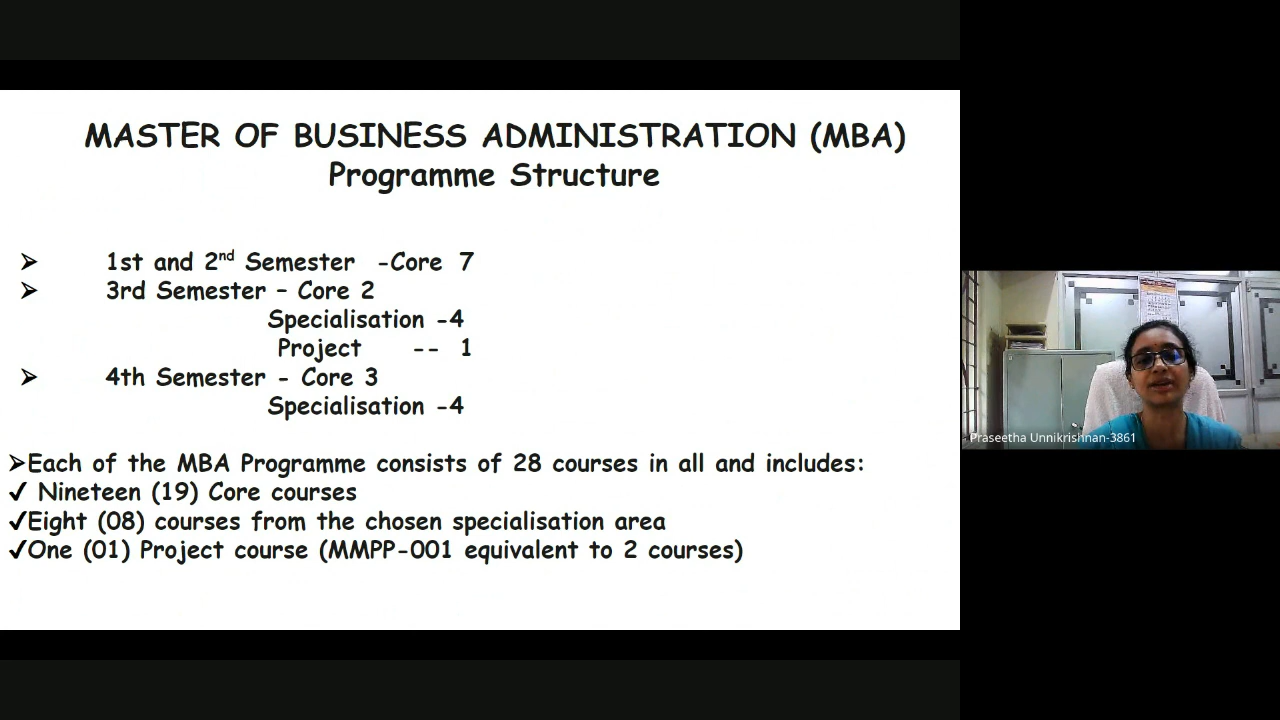 MASTER OF BUSINESS ADMINISTRATION (MBA)
Programme Structure
➢ 1st and 2nd Semester -Core 7
➢ 3rd Semester – Core 2
Specialisation -4
Project -- 1
➢ 4th Semester - Core 3
Specialisation -4
➢Each of the MBA Programme consists of 28 courses in all and includes:
✓ Nineteen (19) Core courses
✓Eight (08) courses from the chosen specialisation area
✓One (01) Project course (MMPP-001 equivalent to 2 courses)
Praseetha Unnikrishnan-3861